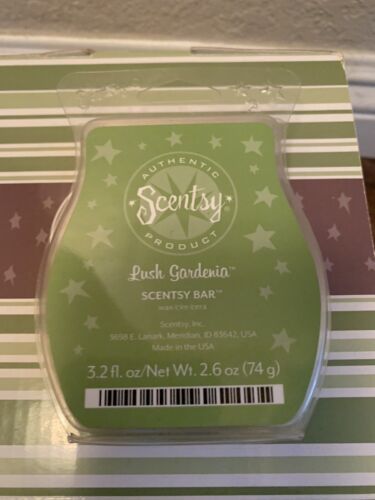 AUTHENTIC
Scentsy®
PRODUCT
Lush Gardenia™
SCENTSY BAR™
wax•cire•cera
Scentsy, Inc.
3698 E. Lanark, Meridian, ID 83642, USA
Made in the USA
3.2 fl. oz/Net Wt. 2.6 oz (74 g)